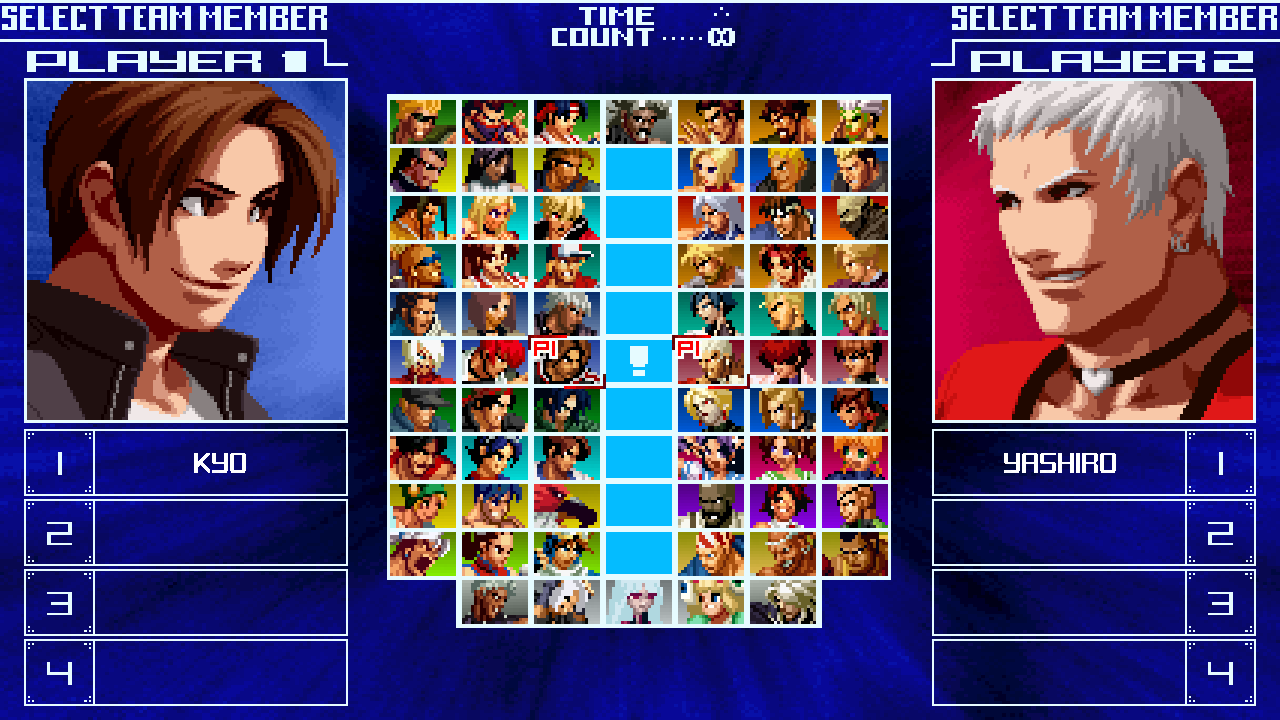 SELECT TEAM MEMBER
PLAYER 1
TIME
COUNT ·····∞
SELECT TEAM MEMBER
PLAYER 2
P1
P1
!
1 KYO
2
3
4
YASHIRO 1
2
3
4